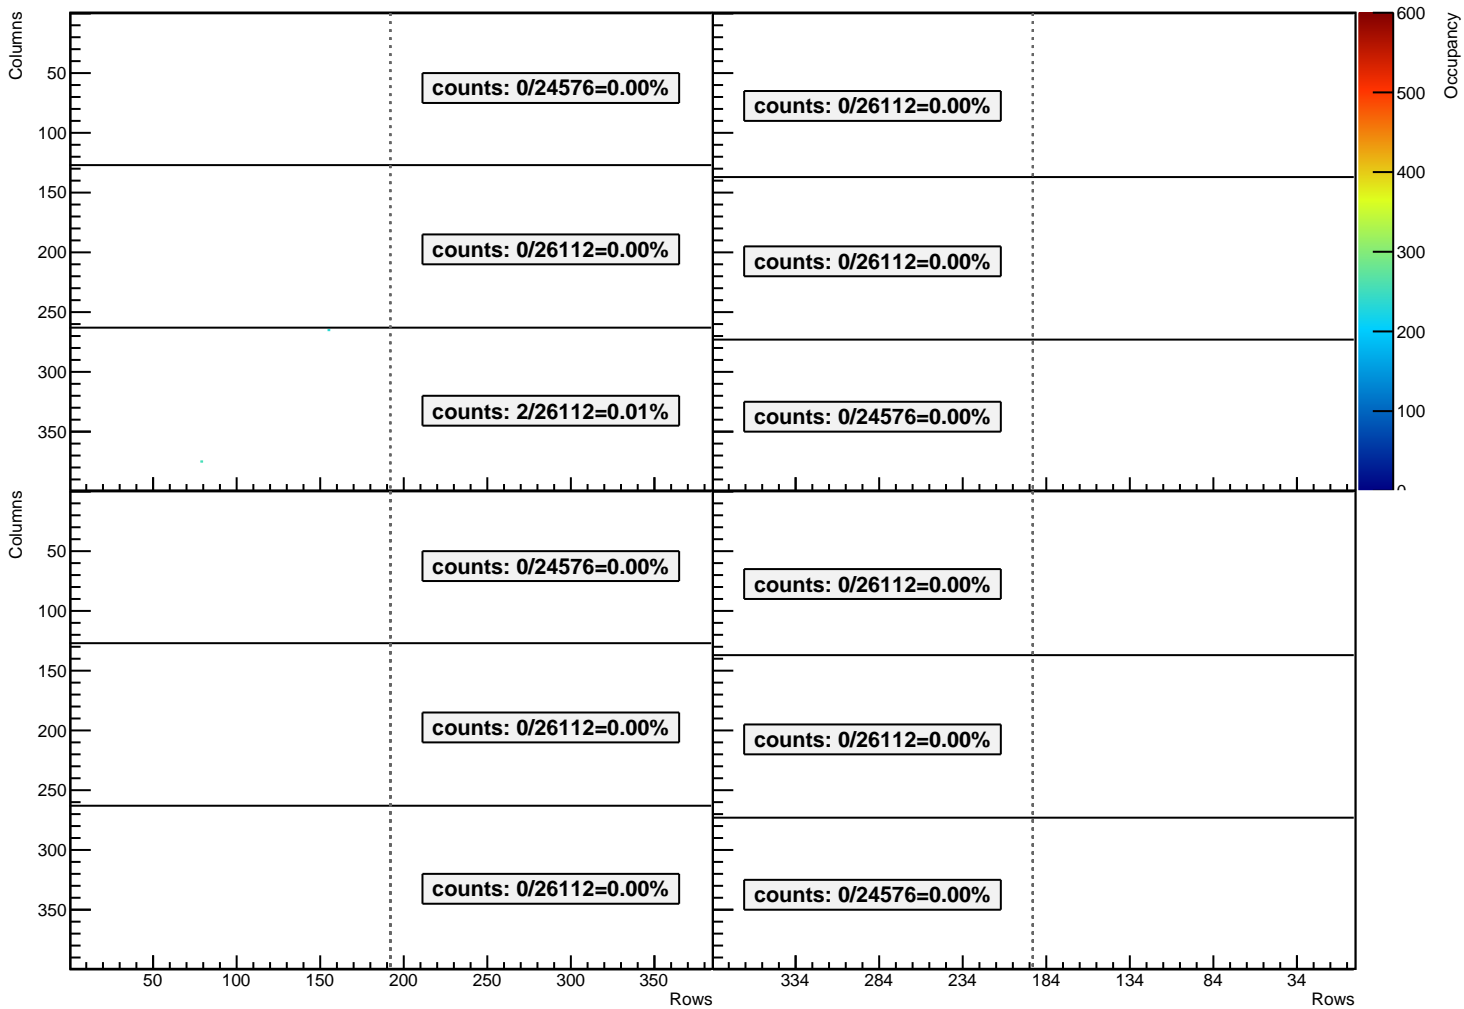 Columns
50
100
150
200
250
300
350
counts: 0/24576=0.00%
counts: 0/26112=0.00%
counts: 2/26112=0.01%
counts: 0/26112=0.00%
counts: 0/26112=0.00%
counts: 0/24576=0.00%
600
500
400
300
200
100
0
Occupancy
Columns
50
100
150
200
250
300
350
counts: 0/24576=0.00%
counts: 0/26112=0.00%
counts: 0/26112=0.00%
counts: 0/26112=0.00%
counts: 0/26112=0.00%
counts: 0/24576=0.00%
50 100 150 200 250 300 350
Rows
334 284 234 184 134 84 34
Rows